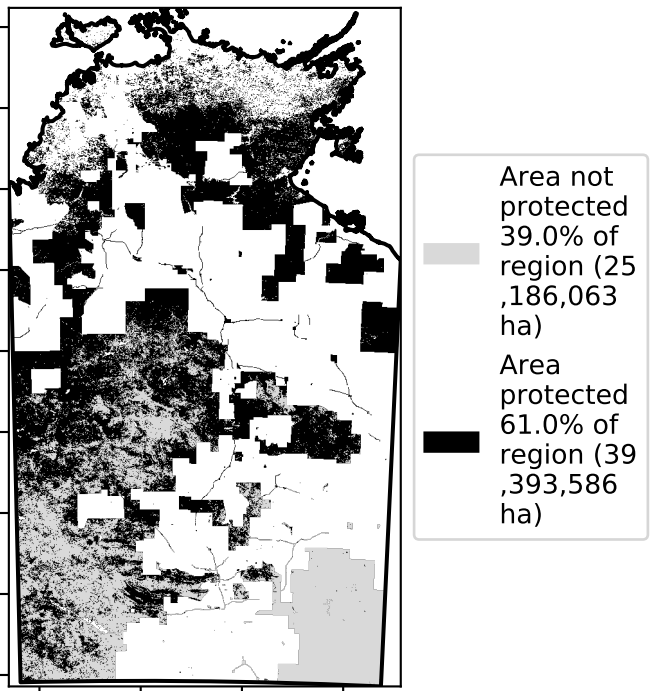 Area not
protected
39.0% of
region (25
,186,063
ha)
Area
protected
61.0% of
region (39
,393,586
ha)